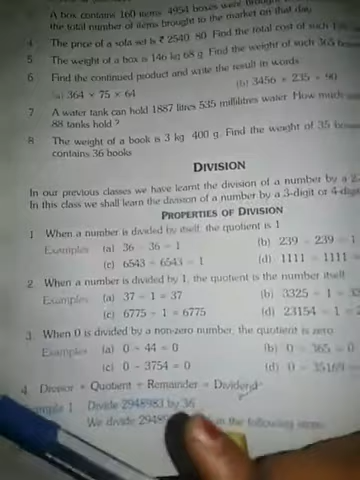 A box contains 160 items 4954 boxes were
the total number of items brought to the market on that day
4 The price of a sofa set is ₹ 2540 80 Find the total cost of such
5 The weight of a box is 146 kg 68 g Find the weight of such 365
6 Find the continued product and write the result in words
(a) 364 × 75 × 64 (b) 3456 × 235 × 90
7 A water tank can hold 1887 litres 535 millilitres water How much
88 tanks hold?
8 The weight of a book is 3 kg 400 g Find the weight of 35
contains 36 books
DIVISION
In our previous classes we have learnt the division of a number by a 2
In this class we shall learn the division of a number by a 3-digit or 4-digit
PROPERTIES OF DIVISION
1 When a number is divided by itself, the quotient is 1
Examples (a) 36 ÷ 36 = 1 (b) 239 ÷ 239 = 1
(c) 6543 ÷ 6543 = 1 (d) 1111 ÷ 1111 =
2 When a number is divided by 1, the quotient is the number itself
Examples (a) 37 ÷ 1 = 37 (b) 3325 ÷ 1 = 33
(c) 6775 ÷ 1 = 6775 (d) 23154 ÷ 1 = 2
3 When 0 is divided by a non-zero number, the quotient is zero
Examples (a) 0 ÷ 44 = 0 (b) 0 ÷ 365 = 0
(c) 0 ÷ 3754 = 0 (d) 0 ÷ 35169 =
4 Divisor × Quotient + Remainder = Dividend
Example 1 Divide 2948983 by 36
We divide 29489 in the following steps